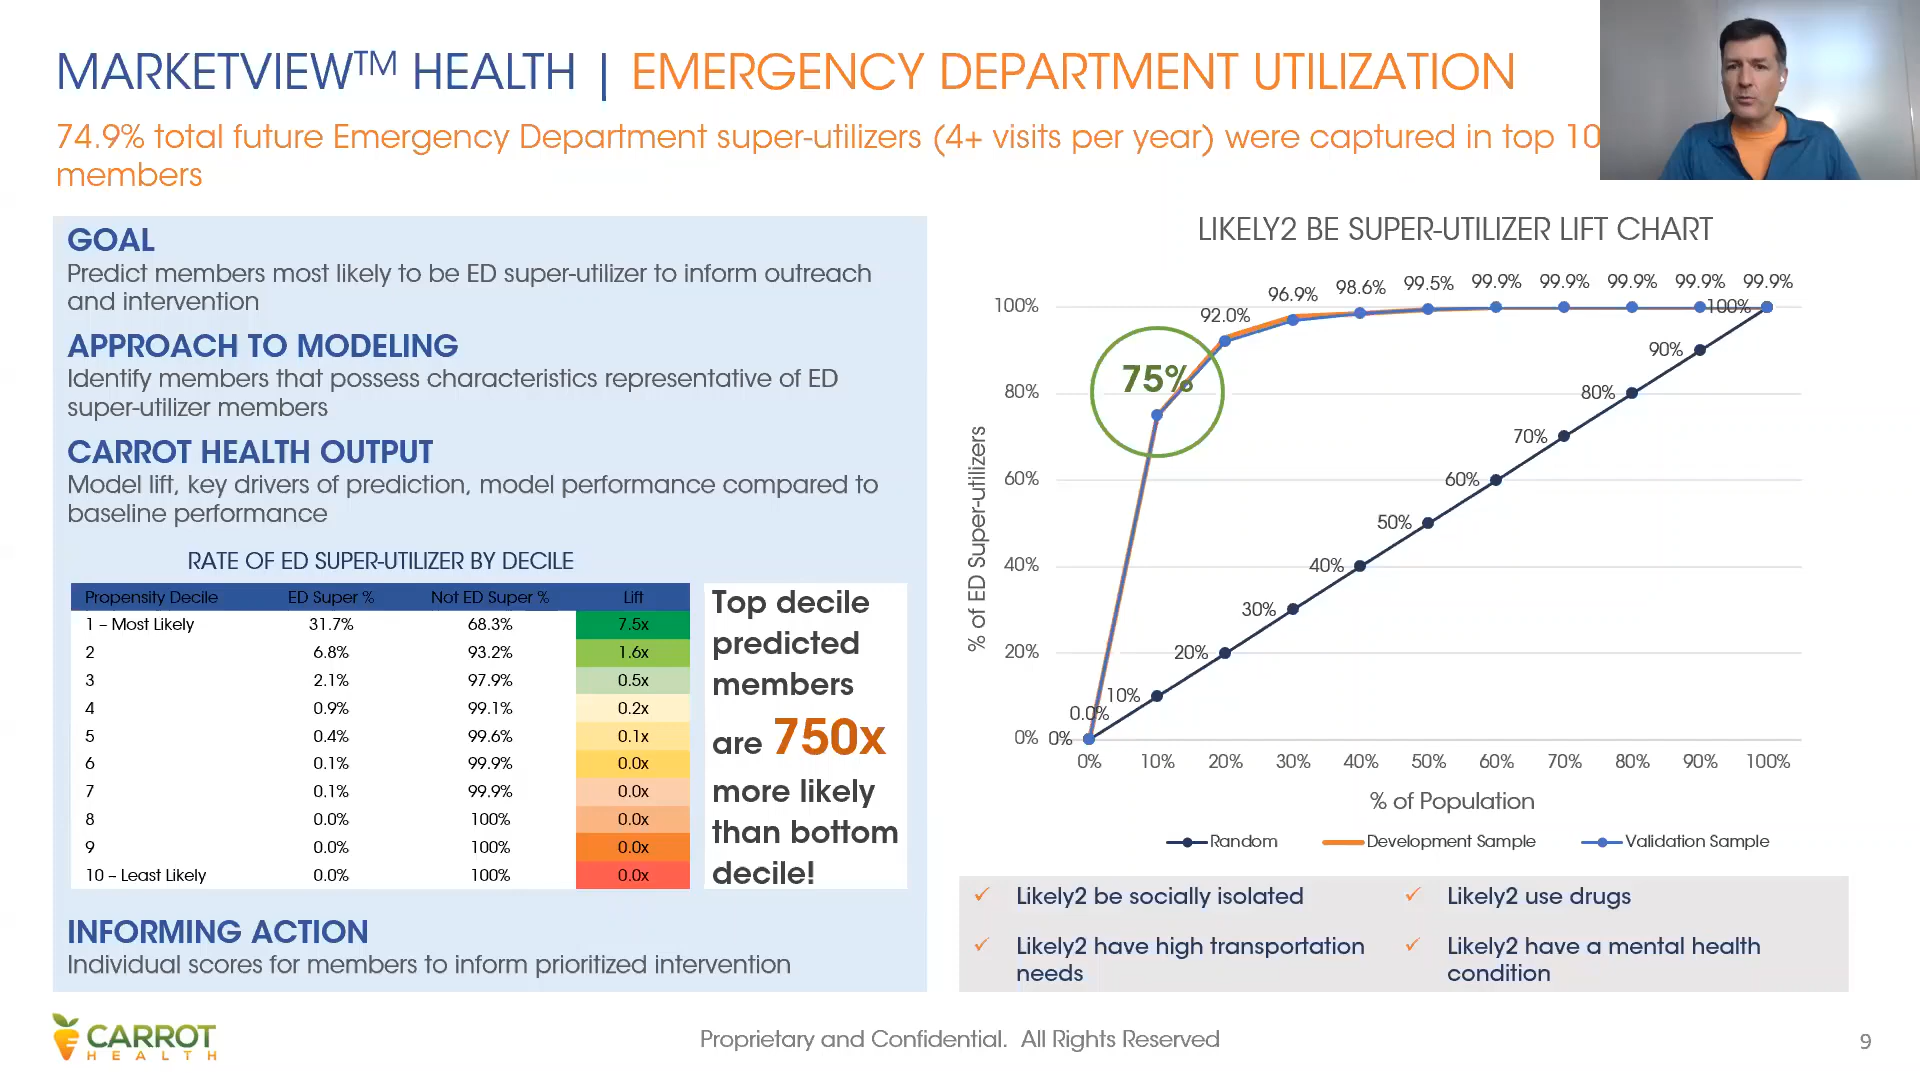 MARKETVIEW™ HEALTH | EMERGENCY DEPARTMENT UTILIZATION
74.9% total future Emergency Department super-utilizers (4+ visits per year) were captured in top 10
members
GOAL
Predict members most likely to be ED super-utilizer to inform outreach
and intervention
APPROACH TO MODELING
Identify members that possess characteristics representative of ED
super-utilizer members
CARROT HEALTH OUTPUT
Model lift, key drivers of prediction, model performance compared to
baseline performance
RATE OF ED SUPER-UTILIZER BY DECILE
Propensity Decile ED Super % Not ED Super % Lift
1 – Most Likely 31.7% 68.3% 7.5x
2 6.8% 93.2% 1.6x
3 2.1% 97.9% 0.5x
4 0.9% 99.1% 0.2x
5 0.4% 99.6% 0.1x
6 0.1% 99.9% 0.0x
7 0.1% 99.9% 0.0x
8 0.0% 100% 0.0x
9 0.0% 100% 0.0x
10 – Least Likely 0.0% 100% 0.0x
Top decile
predicted
members
are 750x
more likely
than bottom
decile!
INFORMING ACTION
Individual scores for members to inform prioritized intervention
LIKELY2 BE SUPER-UTILIZER LIFT CHART
% of ED Super-utilizers
100%
80%
60%
40%
20%
0%
0.0%
75%
92.0%
96.9%
98.6%
99.5%
99.9%
99.9%
99.9%
99.9%
99.9%
0%
10%
20%
30%
40%
50%
60%
70%
80%
90%
100%
0% 10% 20% 30% 40% 50% 60% 70% 80% 90% 100%
% of Population
Random Development Sample Validation Sample
✓ Likely2 be socially isolated
✓ Likely2 have high transportation
needs
✓ Likely2 use drugs
✓ Likely2 have a mental health
condition
CARROT
HEALTH
Proprietary and Confidential. All Rights Reserved
9